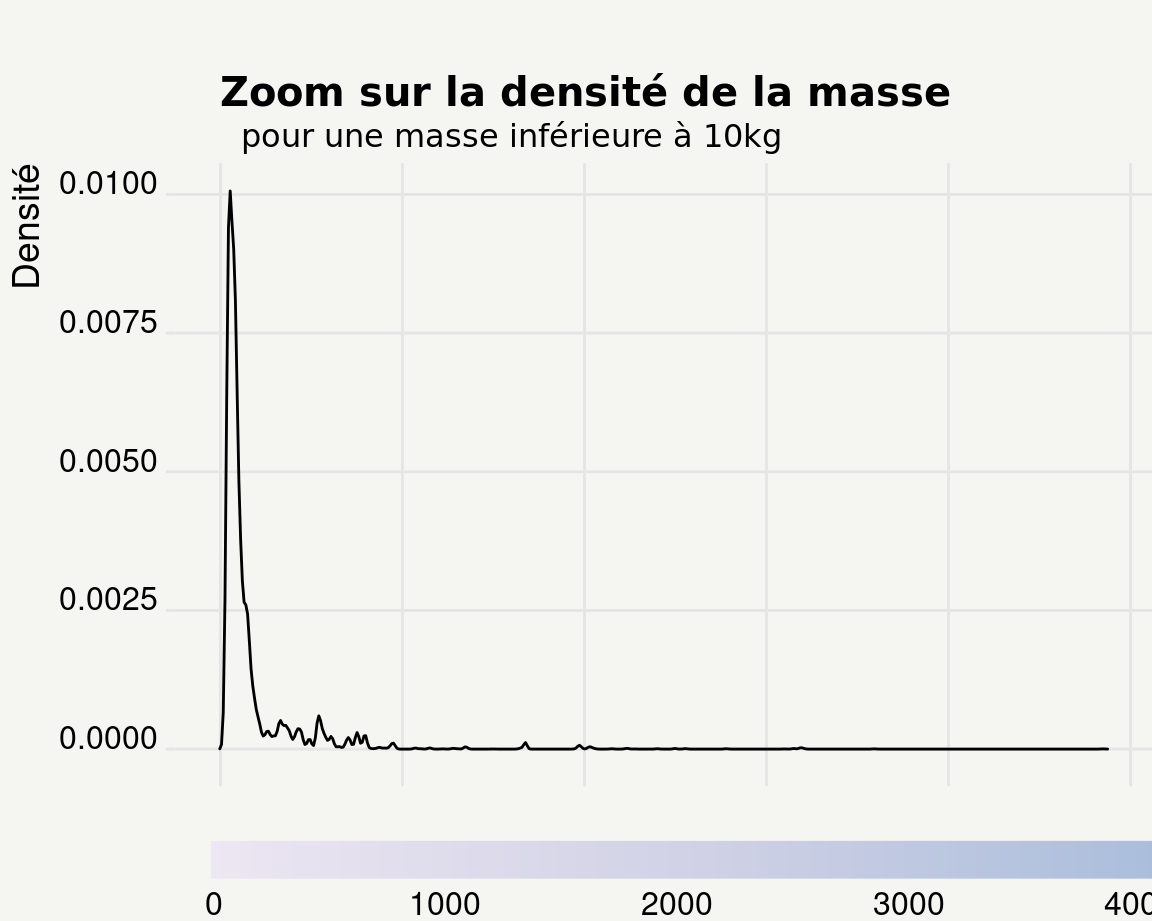 Zoom sur la densité de la masse
pour une masse inférieure à 10kg
Densité
0.0100
0.0075
0.0050
0.0025
0.0000
0 1000 2000 3000